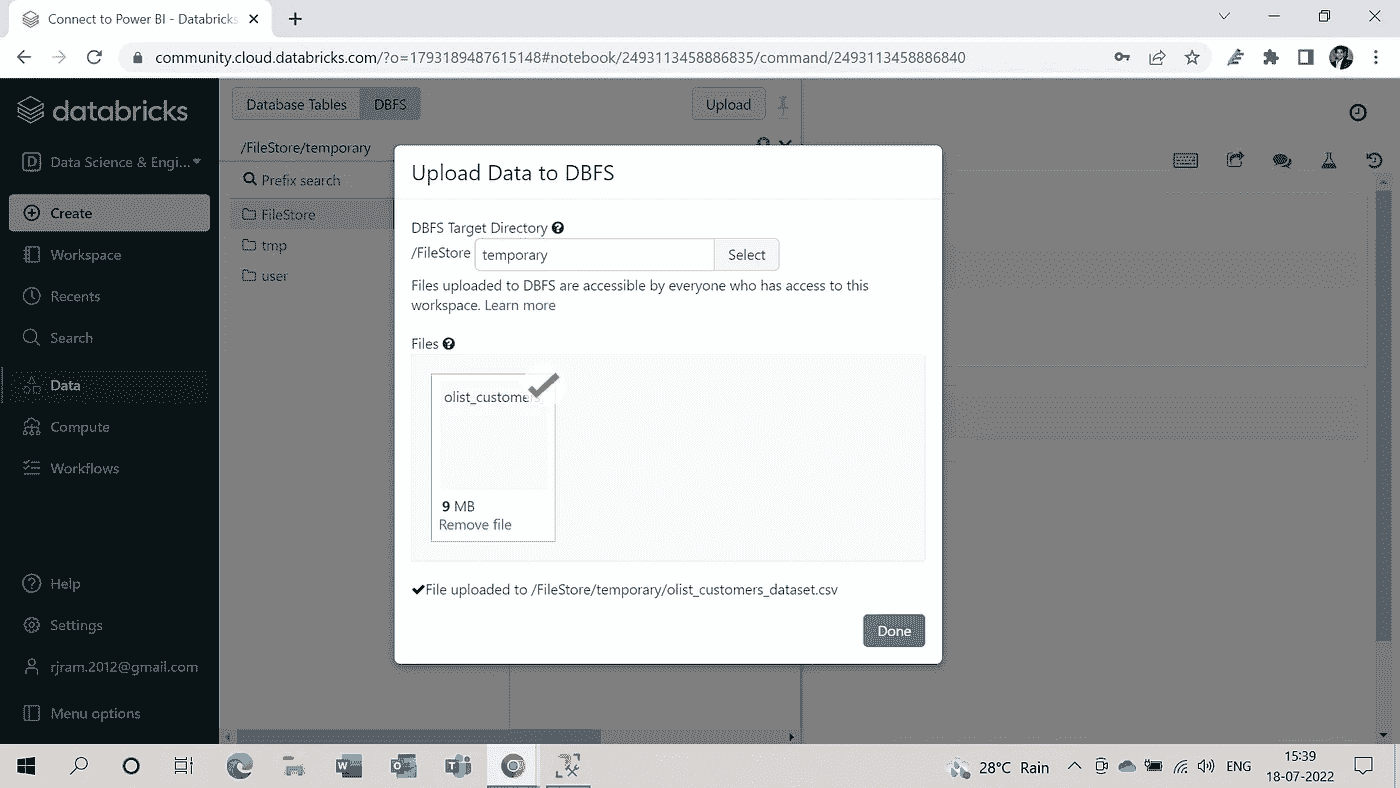 Connect to Power BI - Databricks
community.cloud.databricks.com/?o=1793189487615148#notebook/2493113458886835/command/2493113458886840
databricks
Data Science & Engi...
Create
Workspace
Recents
Search
Data
Compute
Workflows
Help
Settings
rjram.2012@gmail.com
Menu options
Database Tables DBFS Upload
/FileStore/temporary
Prefix search
FileStore
tmp
user
Upload Data to DBFS
DBFS Target Directory
/FileStore temporary Select
Files uploaded to DBFS are accessible by everyone who has access to this
workspace. Learn more
Files
olist_customers
9 MB
Remove file
File uploaded to /FileStore/temporary/olist_customers_dataset.csv
Done
28°C Rain
ENG
15:39
18-07-2022